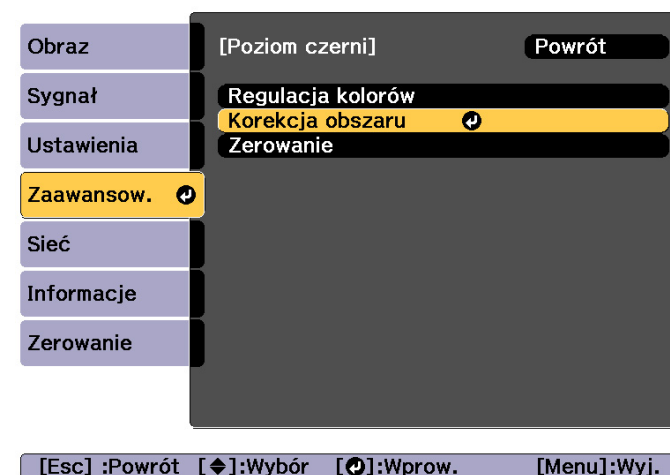 Obraz
[Poziom czerni] Powrót
Sygnał
Regulacja kolorów
Korekcja obszaru
Ustawienia
Zerowanie
Zaawansow.
Sieć
Informacje
Zerowanie
[Esc] :Powrót [◆]:Wybór [↵]:Wprow. [Menu]:Wyj.